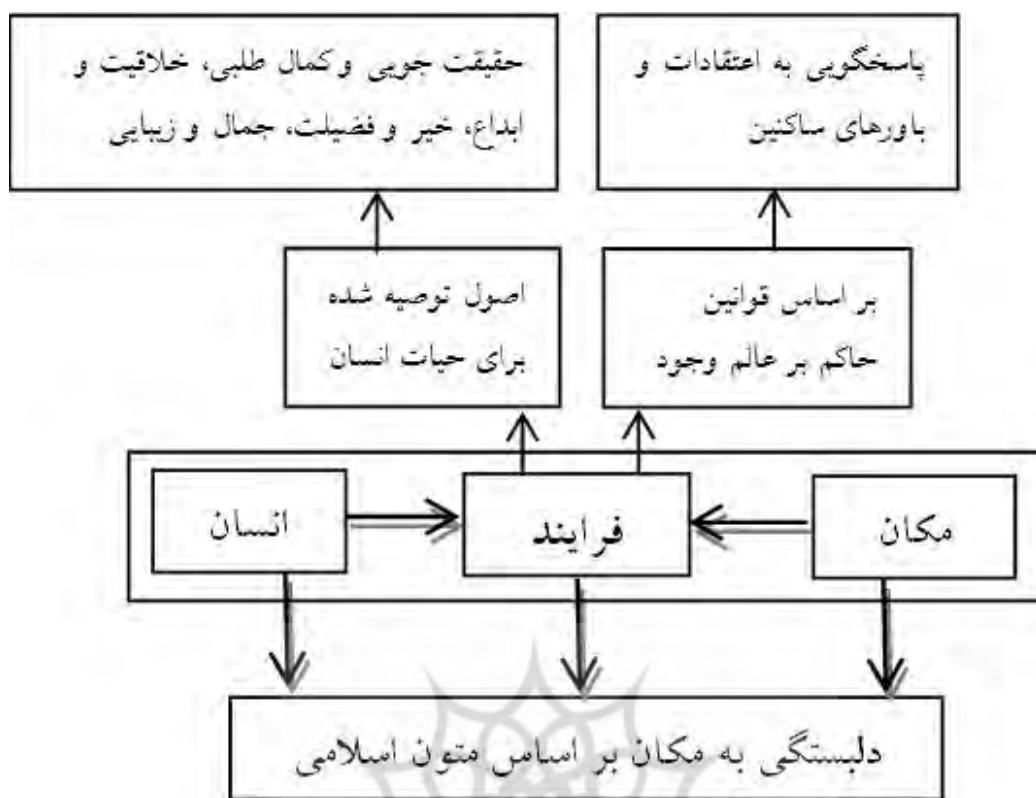 پاسخگویی به اعتقادات و
باورهای ساکنین
حقیقت جویی و کمال طلبی، خلاقیت و
ابداع، خیر و فضیلت، جمال و زیبایی
بر اساس قوانین
حاکم بر عالم وجود
اصول توصیه شده
برای حیات انسان
مکان
فرایند
انسان
دلبستگی به مکان بر اساس متون اسلامی